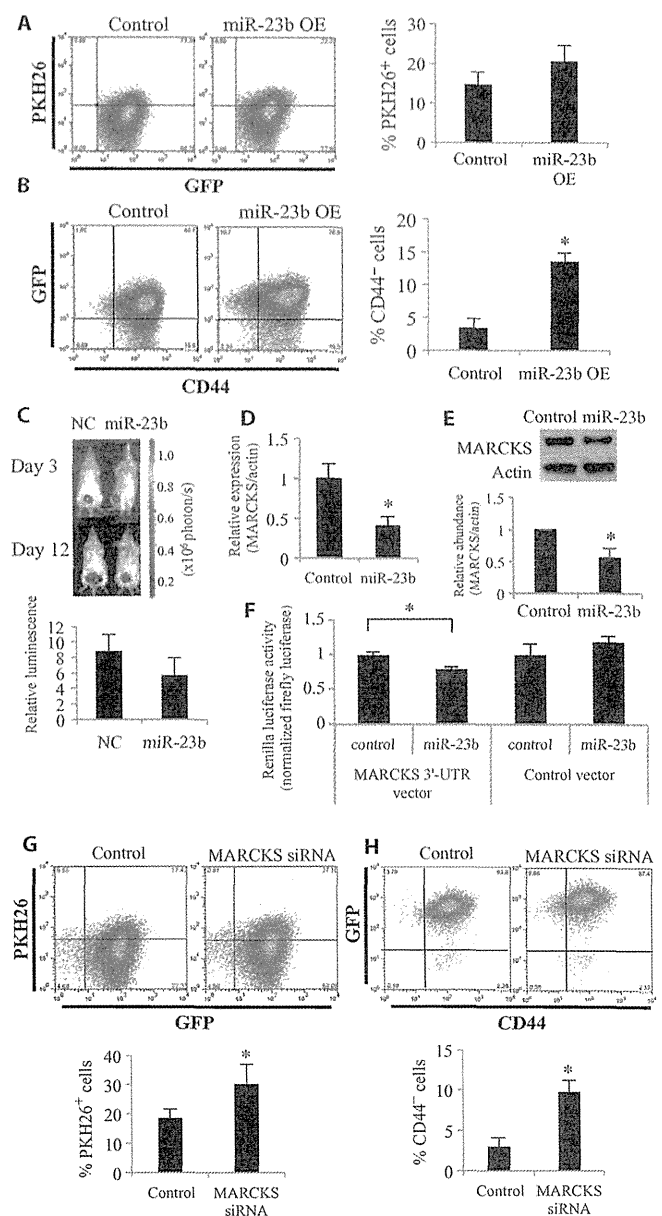 A
Control
miR-23b OE
PKH26
GFP
% PKH26+ cells
30
20
10
0
Control
miR-23b
OE
B
Control
miR-23b OE
GFP
CD44
% CD44− cells
20
15
10
5
0
Control
miR-23b OE
C
NC
miR-23b
Day 3
Day 12
1.0
0.8
0.6
0.4
0.2
(x10⁶ photon/s)
Relative luminescence
12
10
8
6
4
2
0
NC
miR-23b
D
Relative expression
(MARCKS/actin)
1.5
1
0.5
0
*
Control
miR-23b
E
Control miR-23b
MARCKS
Actin
Relative abundance
(MARCKS/actin)
1.5
1
0.5
0
*
Control miR-23b
F
Renilla luciferase activity
(normalized firefly luciferase)
1.5
1
0.5
0
*
control
miR-23b
control
miR-23b
MARCKS 3'-UTR
vector
Control vector
G
Control
MARCKS siRNA
PKH26
GFP
% PKH26+ cells
40
30
20
10
0
*
Control
MARCKS
siRNA
H
Control
MARCKS siRNA
GFP
CD44
% CD44− cells
15
10
5
0
*
Control
MARCKS
siRNA